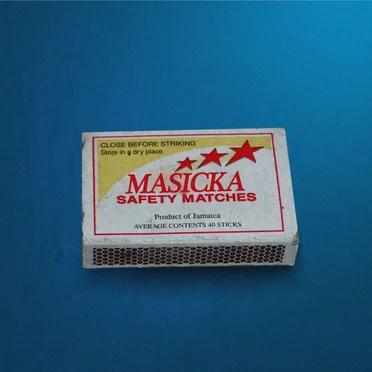 CLOSE BEFORE STRIKING
Store in a dry place
MASICKA
SAFETY MATCHES
Product of Jamaica
AVERAGE CONTENTS 40 STICKS